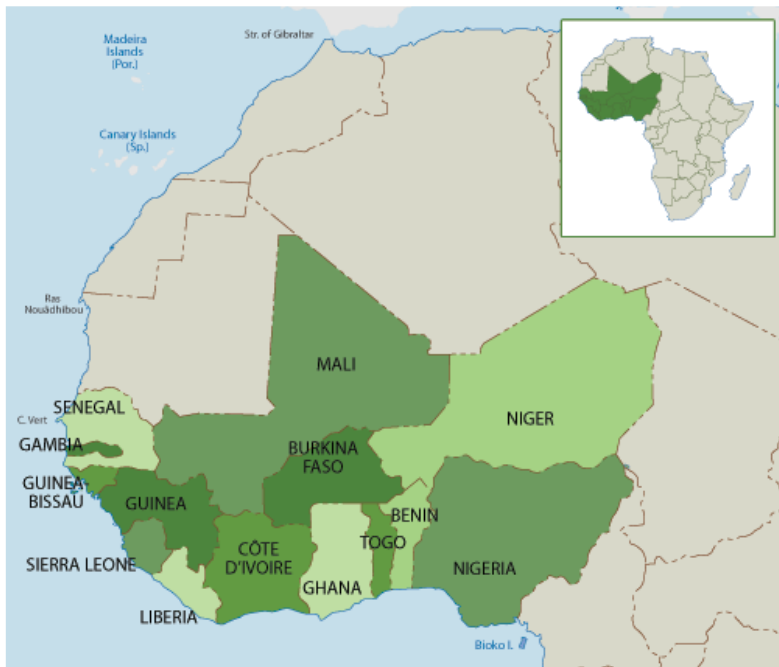 Madeira
Islands
(Por.)
Str. of Gibraltar
Canary Islands
(Sp.)
Ras
Nouâdhibou
MALI
SENEGAL
C. Vert
NIGER
GAMBIA
BURKINA
FASO
GUINEA
BISSAU
GUINEA
BENIN
TOGO
CÔTE
D'IVOIRE
SIERRA LEONE
NIGERIA
GHANA
LIBERIA
Bioko I.